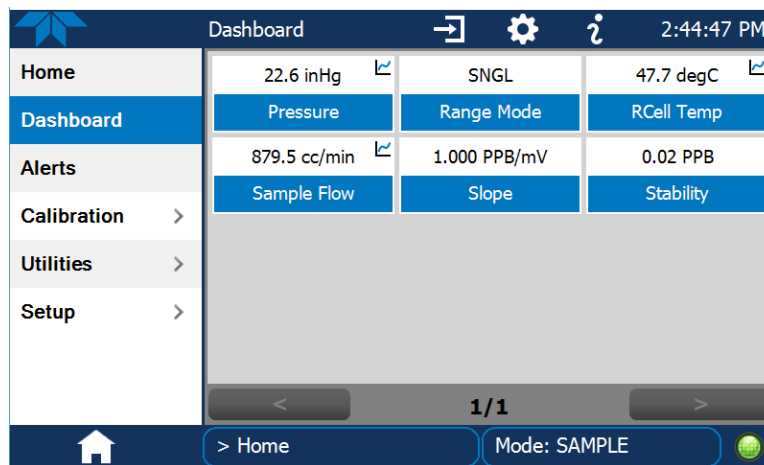 Dashboard 2:44:47 PM
Home
Dashboard
Alerts
Calibration >
Utilities >
Setup >
22.6 inHg SNGL 47.7 degC
Pressure Range Mode RCell Temp
879.5 cc/min 1.000 PPB/mV 0.02 PPB
Sample Flow Slope Stability
< 1/1 >
> Home Mode: SAMPLE